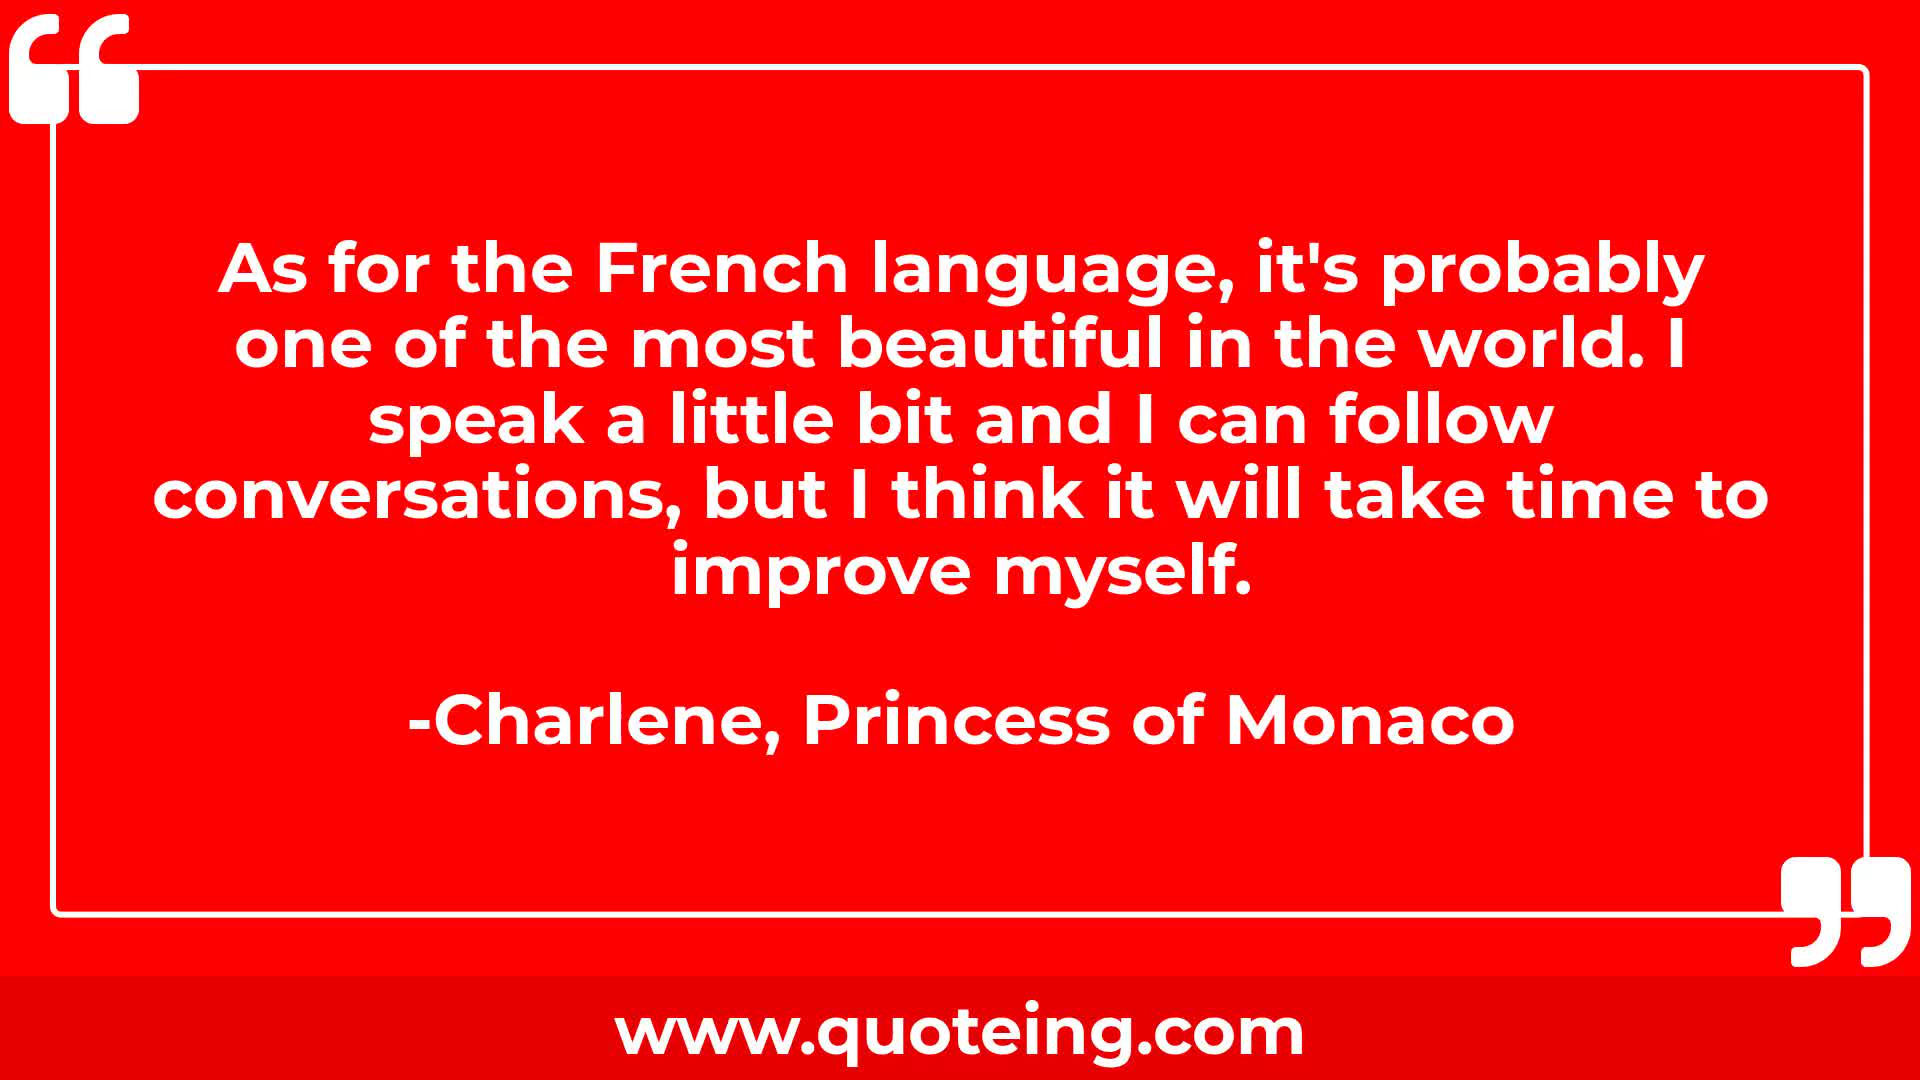 As for the French language, it's probably
one of the most beautiful in the world. I
speak a little bit and I can follow
conversations, but I think it will take time to
improve myself.
-Charlene, Princess of Monaco
www.quoteing.com